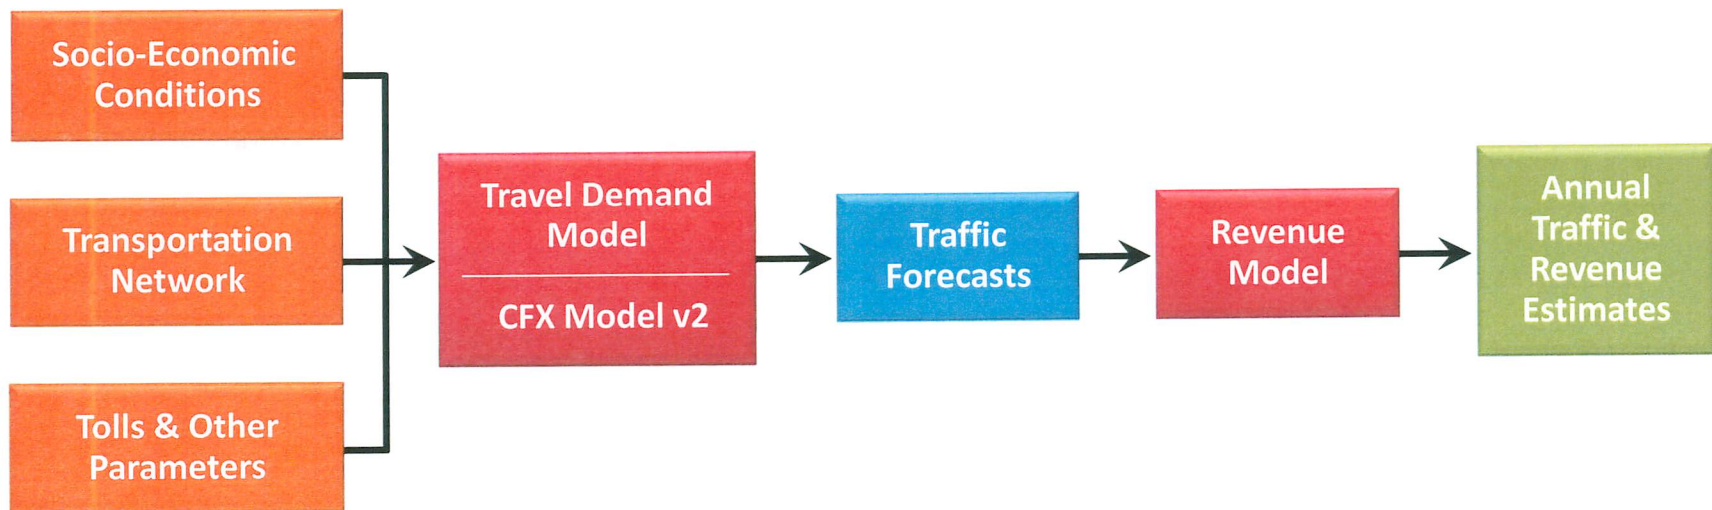 Socio-Economic
Conditions
Transportation
Network
Tolls & Other
Parameters
Travel Demand
Model
CFX Model v2
Traffic
Forecasts
Revenue
Model
Annual
Traffic &
Revenue
Estimates